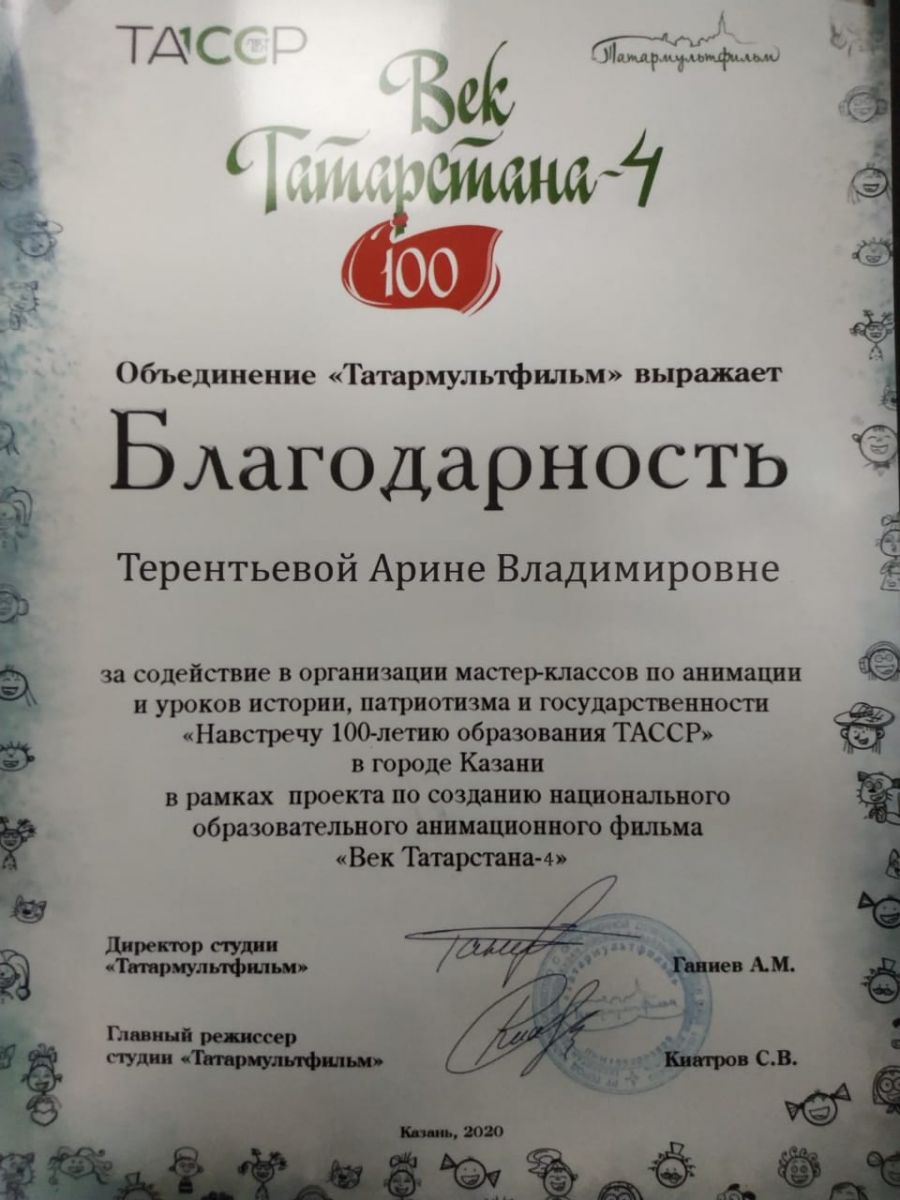 ТА1ССР
Татармультфильм
Век
Татарстана-4
100
Объединение «Татармультфильм» выражает
Благодарность
Терентьевой Арине Владимировне
за содействие в организации мастер-классов по анимации
и уроков истории, патриотизма и государственности
«Навстречу 100-летию образования ТАССР»
в городе Казани
в рамках проекта по созданию национального
образовательного анимационного фильма
«Век Татарстана-4»
Директор студии
«Татармультфильм»
Ганиев А.М.
Главный режиссер
студии «Татармультфильм»
Киатров С.В.
Казань, 2020